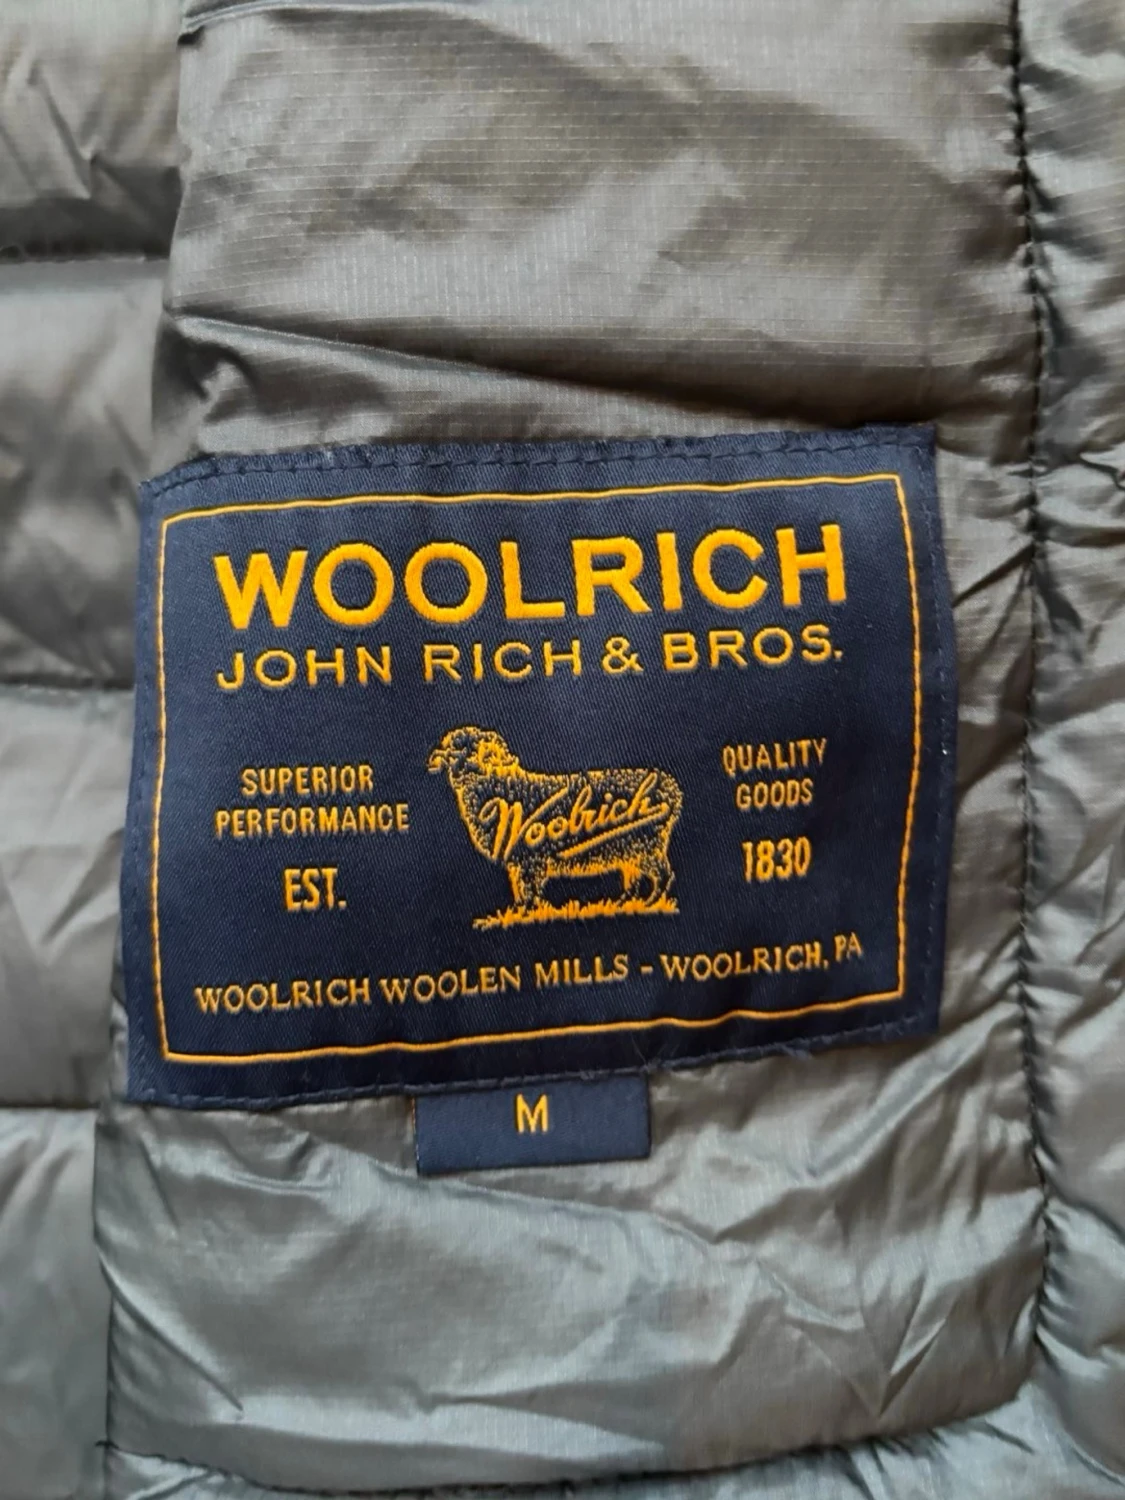 WOOLRICH
JOHN RICH & BROS.
SUPERIOR
PERFORMANCE
EST.
Woolrich
QUALITY
GOODS
1830
WOOLRICH WOOLEN MILLS - WOOLRICH, PA
M